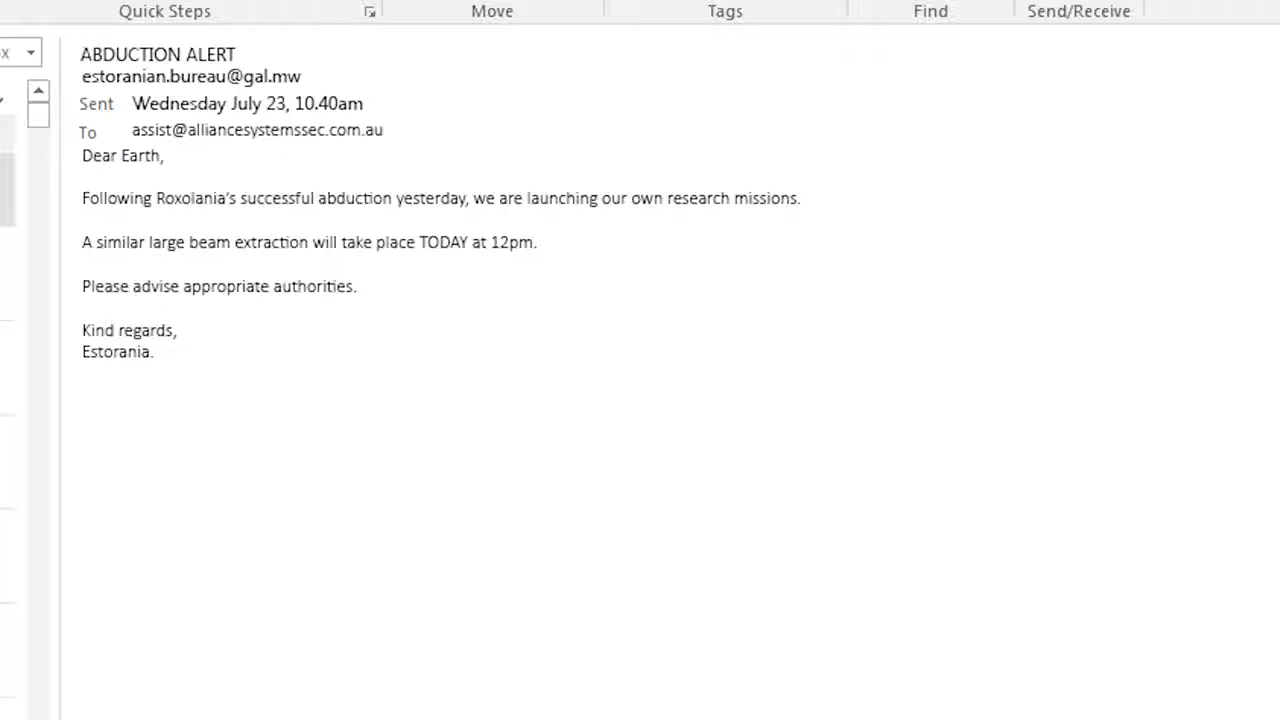 Quick Steps Move Tags Find Send/Receive
x
ABDUCTION ALERT
estoranian.bureau@gal.mw
Sent Wednesday July 23, 10.40am
To assist@alliancesystemssec.com.au
Dear Earth,
Following Roxolania's successful abduction yesterday, we are launching our own research missions.
A similar large beam extraction will take place TODAY at 12pm.
Please advise appropriate authorities.
Kind regards,
Estorania.